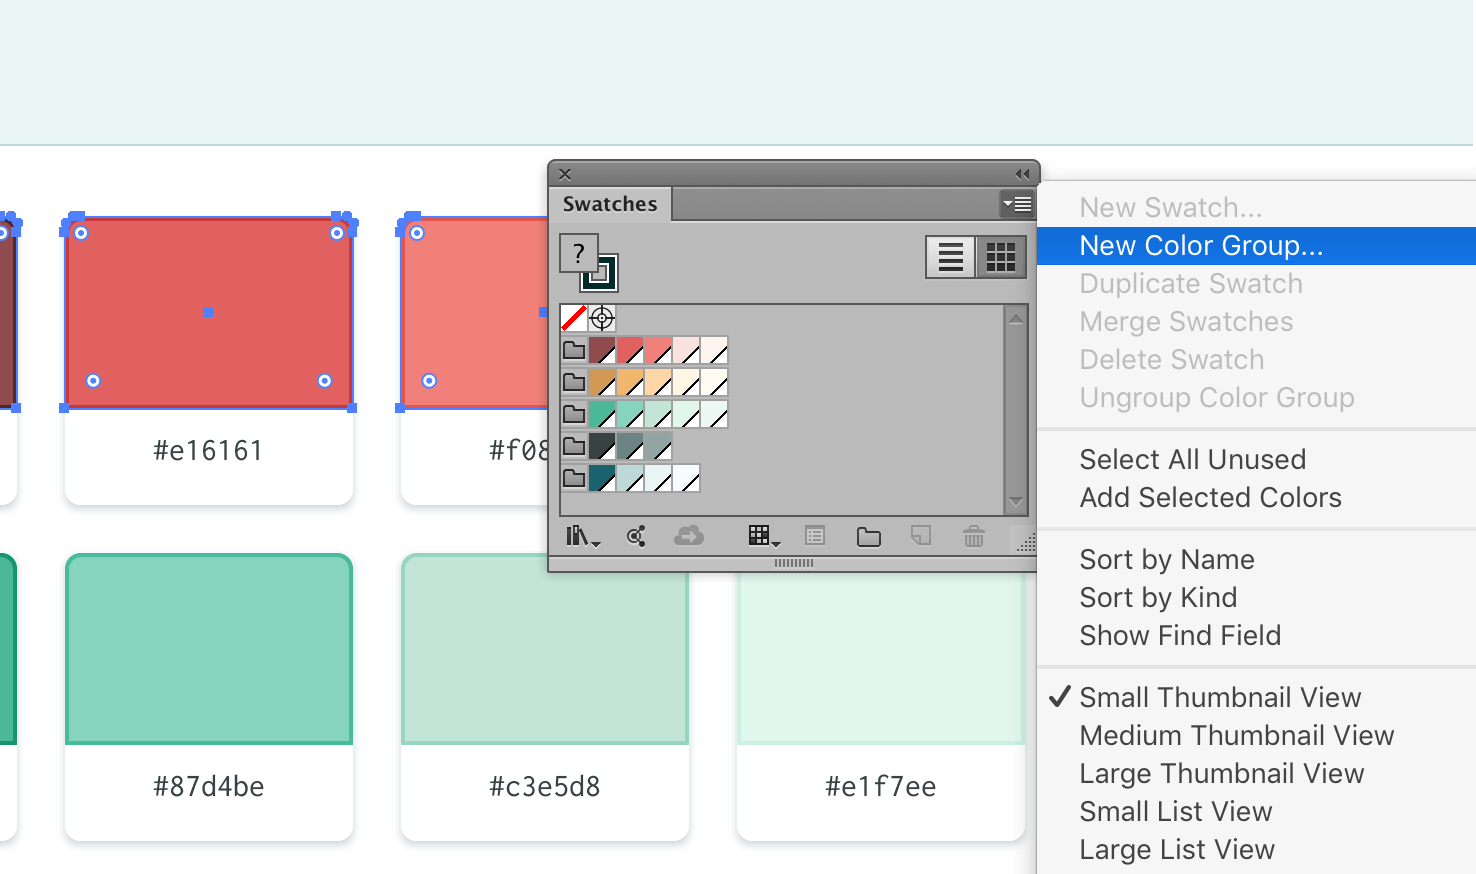 Swatches
?
New Swatch...
New Color Group...
Duplicate Swatch
Merge Swatches
Delete Swatch
Ungroup Color Group
Select All Unused
Add Selected Colors
Sort by Name
Sort by Kind
Show Find Field
Small Thumbnail View
Medium Thumbnail View
Large Thumbnail View
Small List View
Large List View
#e16161
#f08
#87d4be
#c3e5d8
#e1f7ee